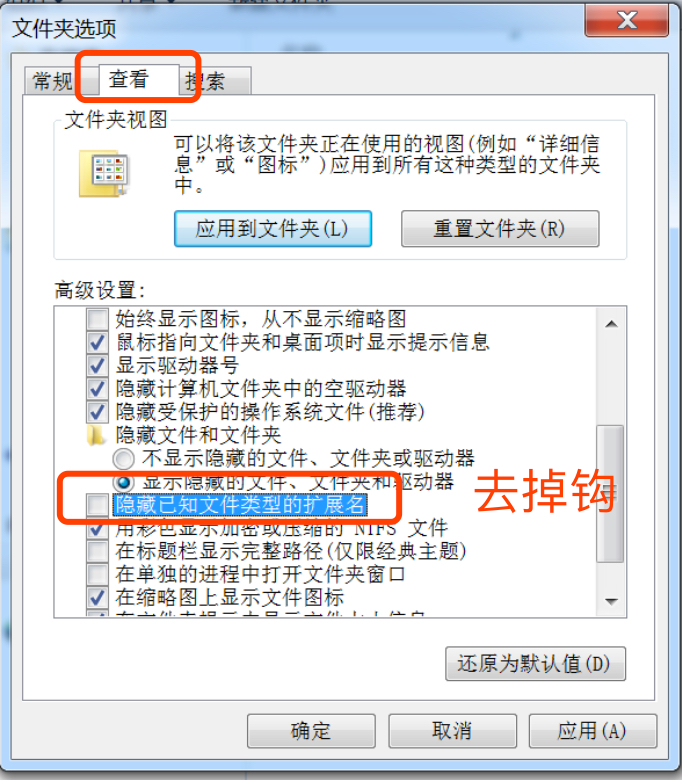 文件夹选项
常规
查看
搜索
文件夹视图
可以将该文件夹正在使用的视图(例如“详细信
息”或“图标”)应用到所有这种类型的文件夹
中。
应用到文件夹(L)
重置文件夹(R)
高级设置:
始终显示图标，从不显示缩略图
鼠标指向文件夹和桌面项时显示提示信息
显示驱动器号
隐藏计算机文件夹中的空驱动器
隐藏受保护的操作系统文件(推荐)
隐藏文件和文件夹
不显示隐藏的文件、文件夹或驱动器
显示隐藏的文件、文件夹和驱动器
隐藏已知文件类型的扩展名
去掉钩
用彩色显示加密或压缩的 NTFS 文件
在标题栏显示完整路径(仅限经典主题)
在单独的进程中打开文件夹窗口
在缩略图上显示文件图标
还原为默认值(D)
确定
取消
应用(A)